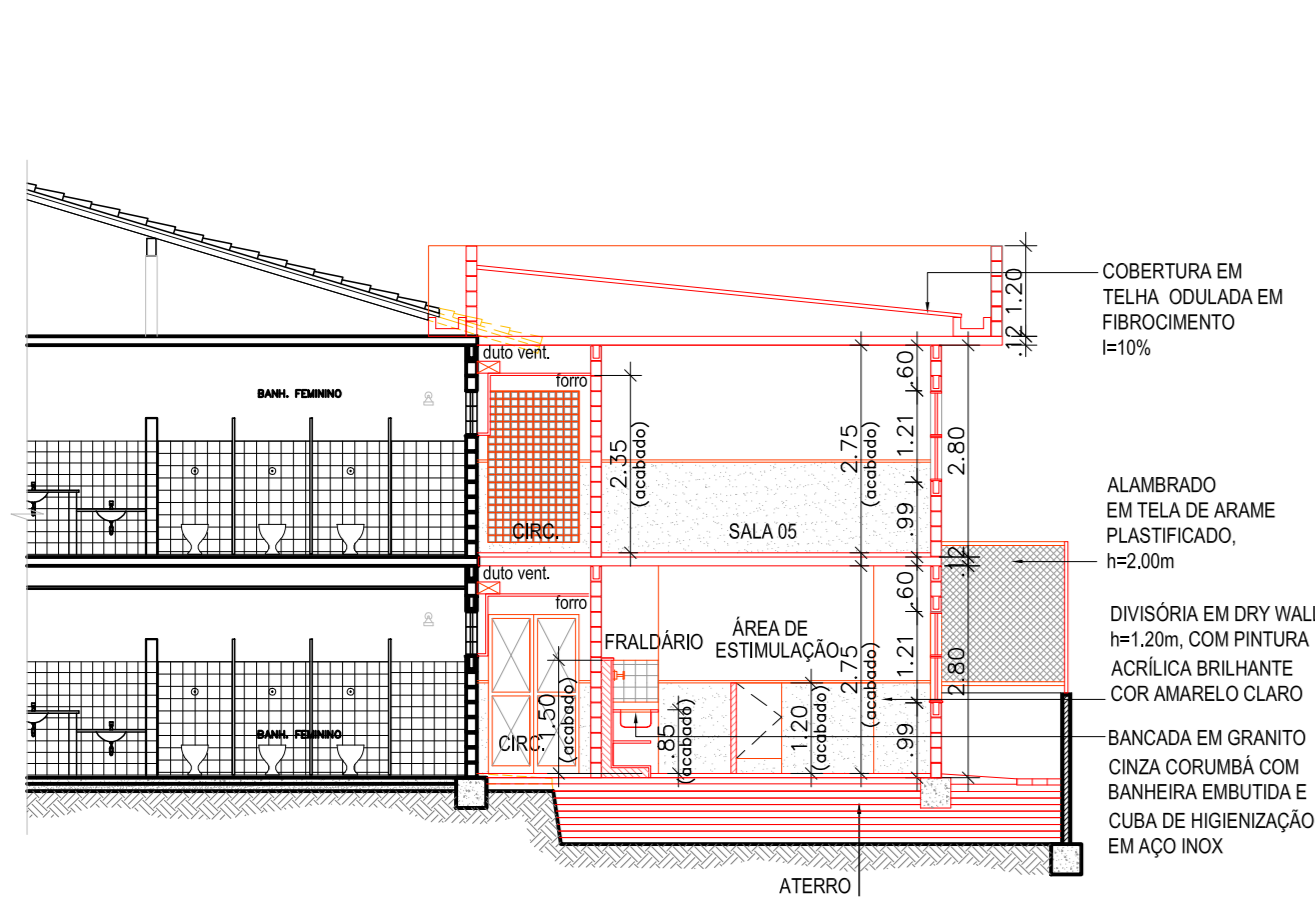 COBERTURA EM
TELHA ODULADA EM
FIBROCIMENTO
I=10%
1.20
.12
duto vent.
forro
BANH. FEMININO
2.35
(acabado)
2.75
(acabado)
.60
1.21
.99
2.80
CIRC.
SALA 05
.12
ALAMBRADO
EM TELA DE ARAME
PLASTIFICADO,
h=2.00m
duto vent.
forro
FRALDÁRIO
ÁREA DE
ESTIMULAÇÃO
2.75
(acabado)
.60
1.21
.99
2.80
DIVISÓRIA EM DRY WALL
h=1.20m, COM PINTURA
ACRÍLICA BRILHANTE
COR AMARELO CLARO
BANH. FEMININO
CIRC.
1.50
(acabado)
.85
(acabado)
1.20
(acabado)
BANCADA EM GRANITO
CINZA CORUMBÁ COM
BANHEIRA EMBUTIDA E
CUBA DE HIGIENIZAÇÃO
EM AÇO INOX
ATERRO